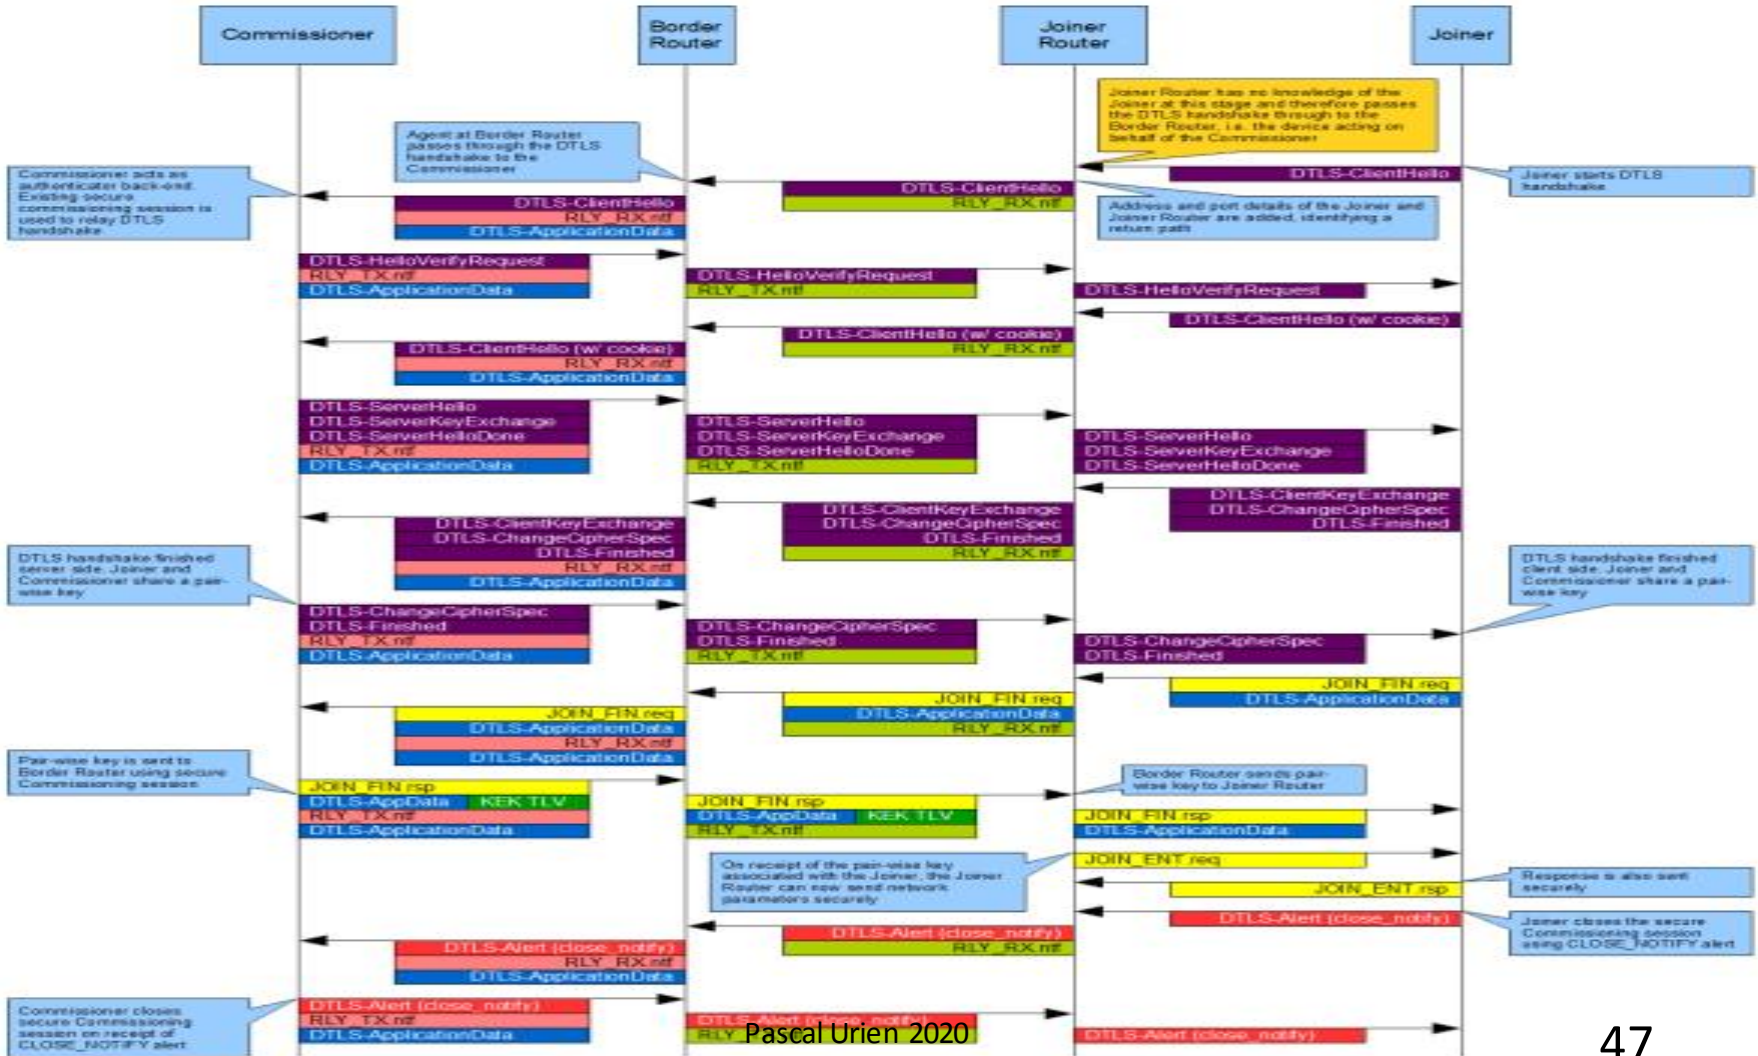 Commissioner
Border
Router
Joiner
Router
Joiner
Joiner Router has no knowledge of the
Joiner at this stage and therefore passes
the DTLS handshake through to the
Border Router, i.e. the device acting on
behalf of the Commissioner
Agent at Border Router
passes through the DTLS
handshake to the
Commissioner
Commissioner acts as
authenticator back-end.
Existing secure
commissioning session is
used to relay DTLS
handshake
DTLS-ClientHello
Joiner starts DTLS
handshake
DTLS-ClientHello
RLY_RX.ntf
Address and port details of the Joiner and
Joiner Router are added, identifying a
return path
DTLS-ClientHello
RLY_RX.ntf
DTLS-ApplicationData
DTLS-HelloVerifyRequest
RLY_TX.ntf
DTLS-ApplicationData
DTLS-HelloVerifyRequest
RLY_TX.ntf
DTLS-HelloVerifyRequest
DTLS-ClientHello (w/ cookie)
DTLS-ClientHello (w/ cookie)
RLY_RX.ntf
DTLS-ClientHello (w/ cookie)
RLY_RX.ntf
DTLS-ApplicationData
DTLS-ServerHello
DTLS-ServerKeyExchange
DTLS-ServerHelloDone
RLY_TX.ntf
DTLS-ApplicationData
DTLS-ServerHello
DTLS-ServerKeyExchange
DTLS-ServerHelloDone
RLY_TX.ntf
DTLS-ServerHello
DTLS-ServerKeyExchange
DTLS-ServerHelloDone
DTLS-ClientKeyExchange
DTLS-ChangeCipherSpec
DTLS-Finished
DTLS-ClientKeyExchange
DTLS-ChangeCipherSpec
DTLS-Finished
RLY_RX.ntf
DTLS-ClientKeyExchange
DTLS-ChangeCipherSpec
DTLS-Finished
RLY_RX.ntf
DTLS-ApplicationData
DTLS handshake finished
server side. Joiner and
Commissioner share a pair-
wise key
DTLS handshake finished
client side. Joiner and
Commissioner share a pair-
wise key
DTLS-ChangeCipherSpec
DTLS-Finished
RLY_TX.ntf
DTLS-ApplicationData
DTLS-ChangeCipherSpec
DTLS-Finished
RLY_TX.ntf
DTLS-ChangeCipherSpec
DTLS-Finished
JOIN_FIN.req
DTLS-ApplicationData
JOIN_FIN.req
DTLS-ApplicationData
RLY_RX.ntf
JOIN_FIN.req
DTLS-ApplicationData
RLY_RX.ntf
DTLS-ApplicationData
Pair-wise key is sent to
Border Router using secure
Commissioning session
JOIN_FIN.rsp
DTLS-AppData KEK TLV
RLY_TX.ntf
DTLS-ApplicationData
JOIN_FIN.rsp
DTLS-AppData KEK TLV
RLY_TX.ntf
Border Router sends pair-
wise key to Joiner Router
JOIN_FIN.rsp
DTLS-ApplicationData
On receipt of the pair-wise key
associated with the Joiner, the Joiner
Router can now send network
parameters securely
JOIN_ENT.req
JOIN_ENT.rsp
Response is also sent
securely
DTLS-Alert (close_notify)
Joiner closes the secure
Commissioning session
using CLOSE_NOTIFY alert
DTLS-Alert (close_notify)
RLY_RX.ntf
DTLS-Alert (close_notify)
RLY_RX.ntf
DTLS-ApplicationData
Commissioner closes
secure Commissioning
session on receipt of
CLOSE_NOTIFY alert
DTLS-Alert (close_notify)
RLY_TX.ntf
DTLS-ApplicationData
DTLS-Alert (close_notify)
RLY_TX.ntf
DTLS-Alert (close_notify)
Pascal Urien 2020
47